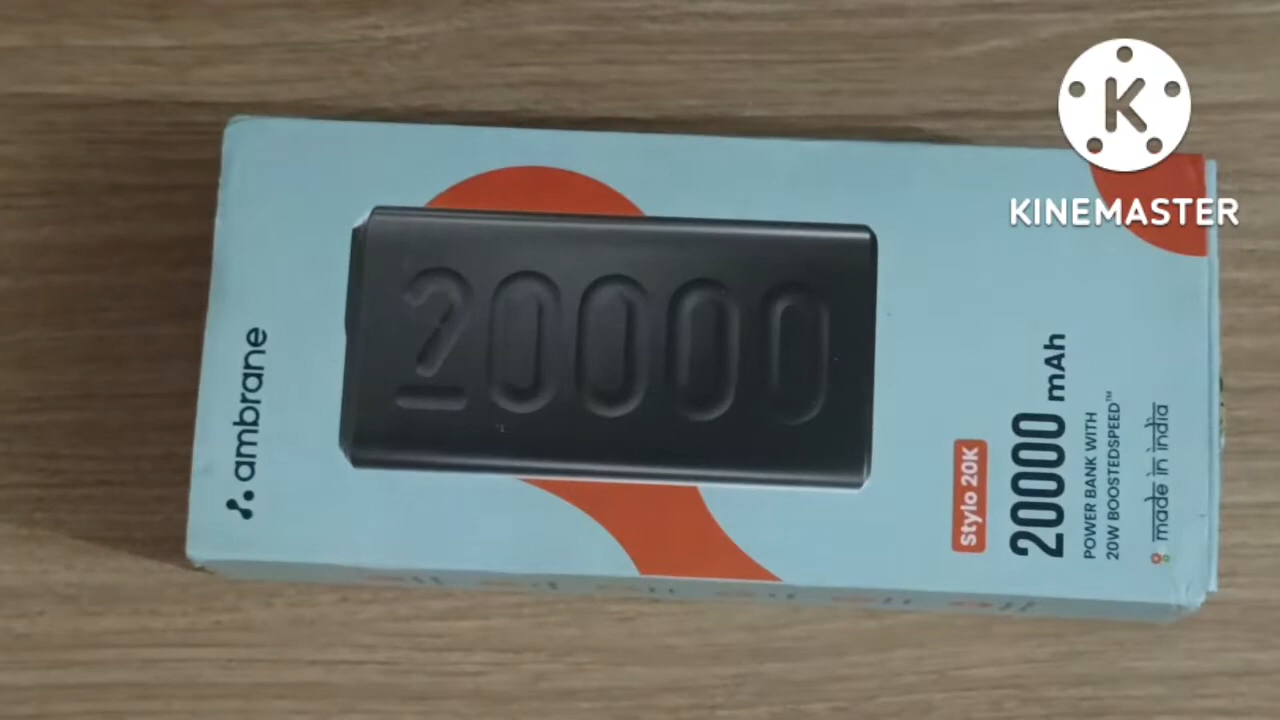 K
KINEMASTER
ambrane
20000
Stylo 20K
20000 mAh
POWER BANK WITH
20W BOOSTEDSPEED™
made in india